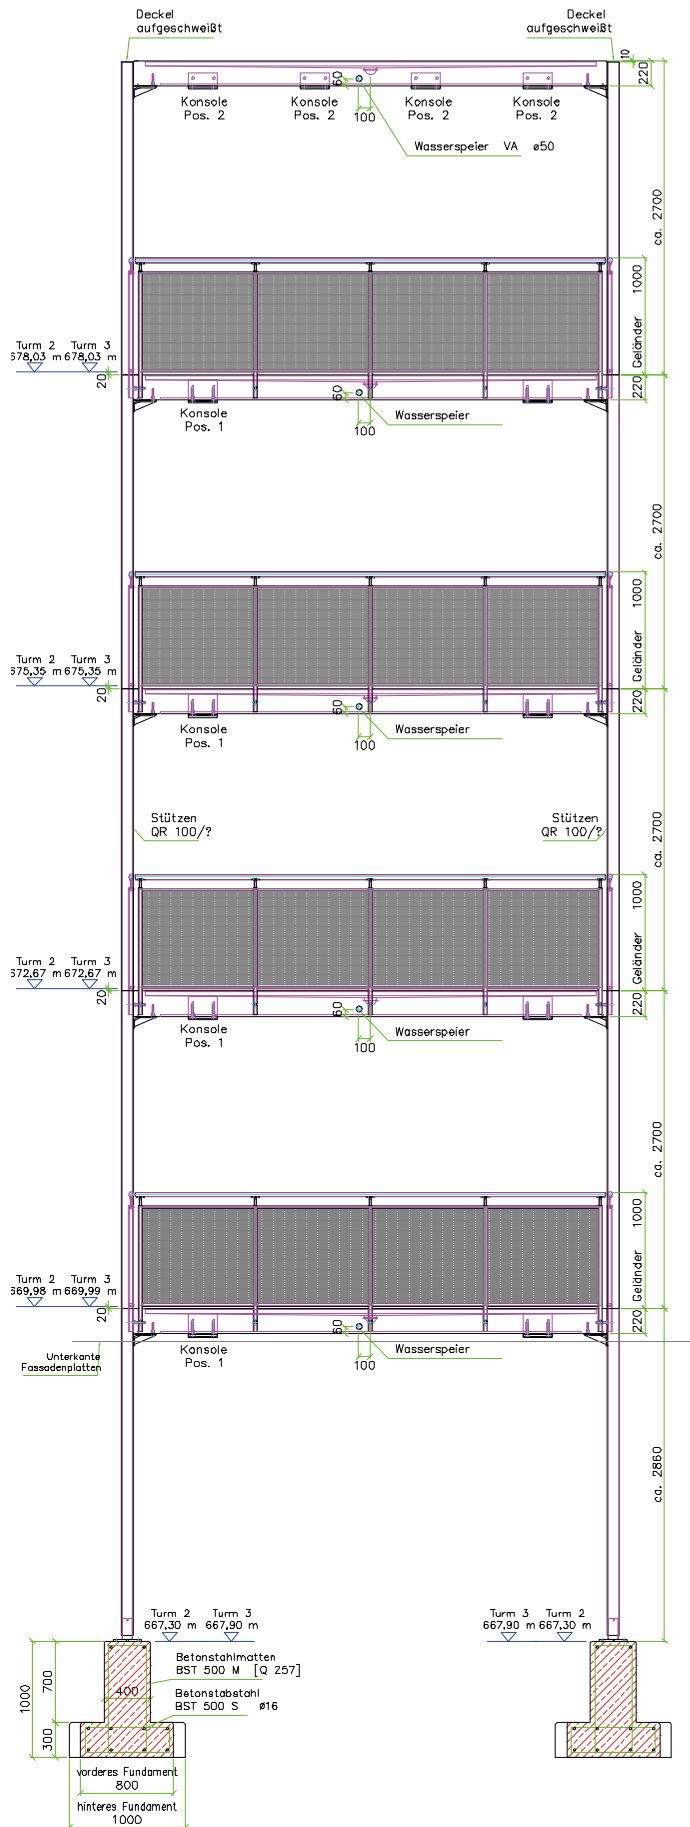 Deckel
aufgeschweißt
Deckel
aufgeschweißt
10
220
60
Konsole
Pos. 2
Konsole
Pos. 2
Konsole
Pos. 2
Konsole
Pos. 2
100
Wasserspeier VA ø50
ca. 2700
1000
Geländer
Turm 2 Turm 3
678,03 m 678,03 m
20
220
60
Konsole
Pos. 1
Wasserspeier
100
ca. 2700
1000
Geländer
Turm 2 Turm 3
675,35 m 675,35 m
20
220
60
Konsole
Pos. 1
Wasserspeier
100
Stützen
QR 100/?
Stützen
QR 100/?
ca. 2700
1000
Geländer
Turm 2 Turm 3
672,67 m 672,67 m
20
220
60
Konsole
Pos. 1
Wasserspeier
100
ca. 2700
1000
Geländer
Turm 2 Turm 3
669,98 m 669,99 m
20
220
60
Konsole
Pos. 1
Wasserspeier
100
Unterkante
Fassadenplatten
ca. 2860
Turm 2 Turm 3
667,30 m 667,90 m
Turm 3 Turm 2
667,90 m 667,30 m
Betonstahlmatten
BST 500 M [Q 257]
400
Betonstabstahl
BST 500 S ø16
1000
700
300
vorderes Fundament
800
hinteres Fundament
1000